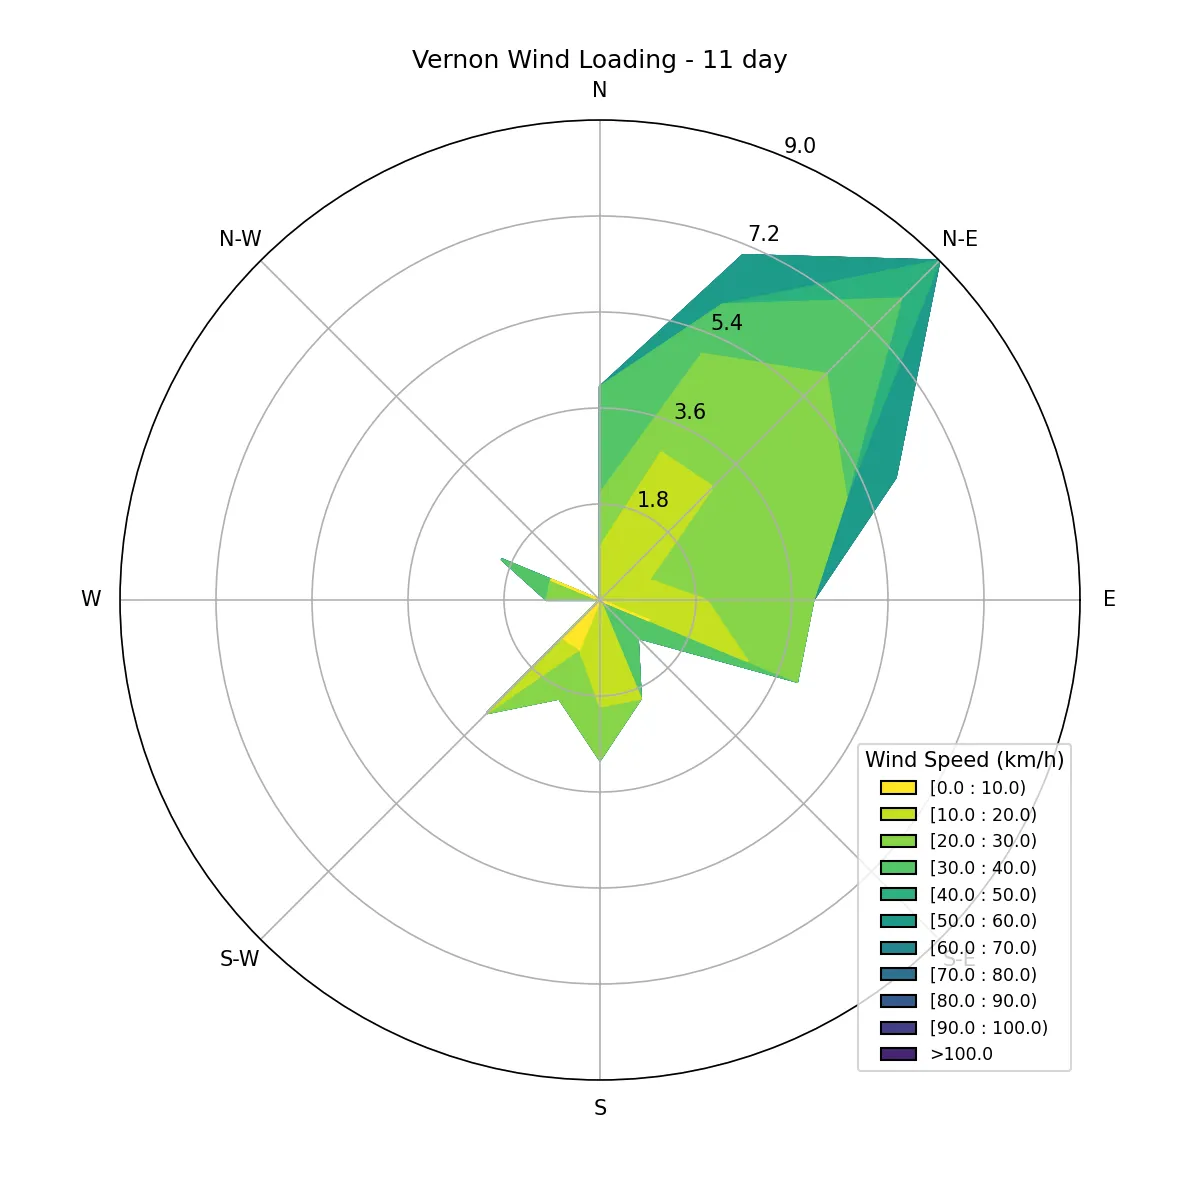 Vernon Wind Loading - 11 day
N
9.0
7.2
N-W
N-E
5.4
3.6
1.8
W
E
Wind Speed (km/h)
[0.0 : 10.0)
[10.0 : 20.0)
[20.0 : 30.0)
[30.0 : 40.0)
[40.0 : 50.0)
[50.0 : 60.0)
[60.0 : 70.0)
[70.0 : 80.0)
[80.0 : 90.0)
[90.0 : 100.0)
>100.0
S-W
S-E
S